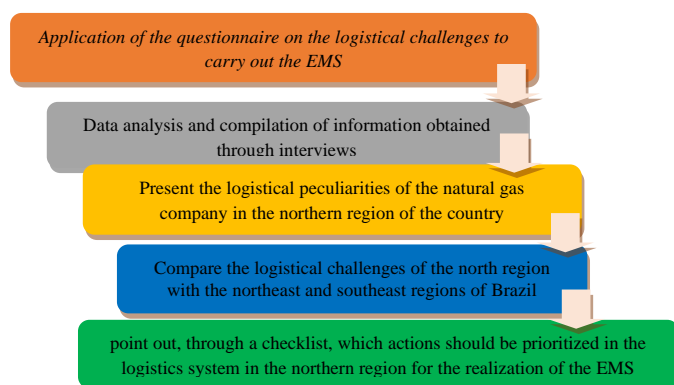 Application of the questionnaire on the logistical challenges to
carry out the EMS
Data analysis and compilation of information obtained
through interviews
Present the logistical peculiarities of the natural gas
company in the northern region of the country
Compare the logistical challenges of the north region
with the northeast and southeast regions of Brazil
point out, through a checklist, which actions should be prioritized in the
logistics system in the northern region for the realization of the EMS